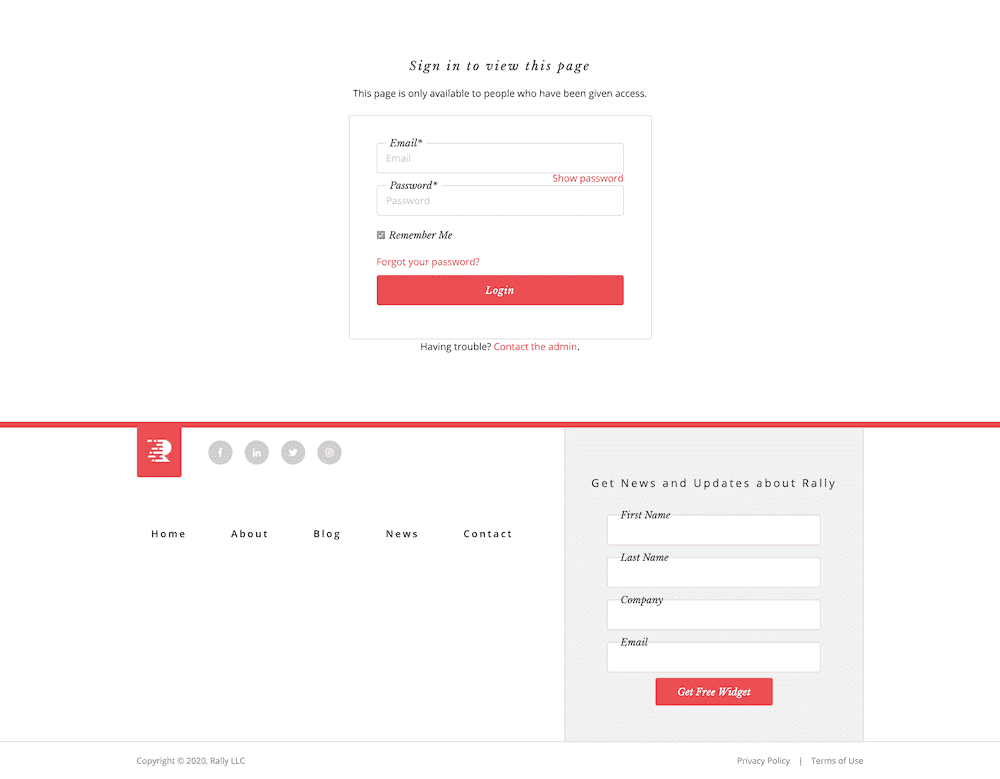 Sign in to view this page
This page is only available to people who have been given access.
Email*
Email
Show password
Password*
Password
Remember Me
Forgot your password?
Login
Having trouble? Contact the admin.
R
f in
Home About Blog News Contact
Get News and Updates about Rally
First Name
Last Name
Company
Email
Get Free Widget
Copyright © 2020, Rally LLC
Privacy Policy | Terms of Use